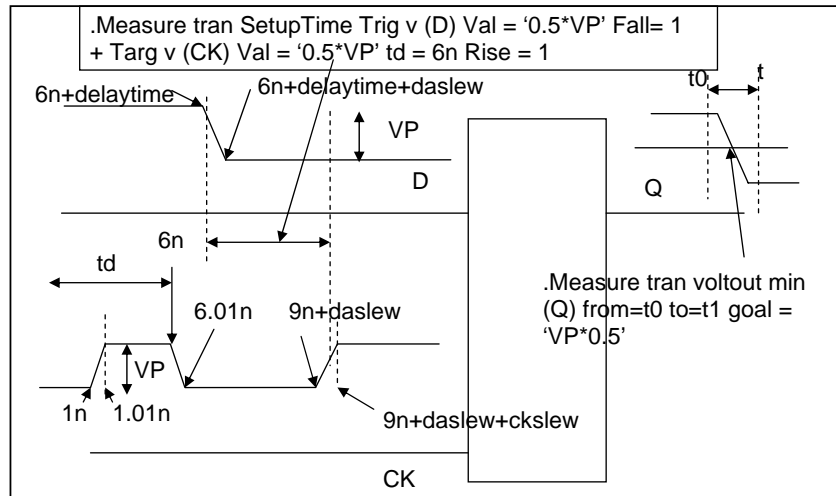 .Measure tran SetupTime Trig v (D) Val = ‘0.5*VP’ Fall= 1
+ Targ v (CK) Val = ‘0.5*VP’ td = 6n Rise = 1
t0
t
6n+delaytime
6n+delaytime+daslew
VP
D
Q
6n
td
6.01n
9n+daslew
.Measure tran voltout min
(Q) from=t0 to=t1 goal =
‘VP*0.5’
VP
1n
1.01n
9n+daslew+ckslew
CK